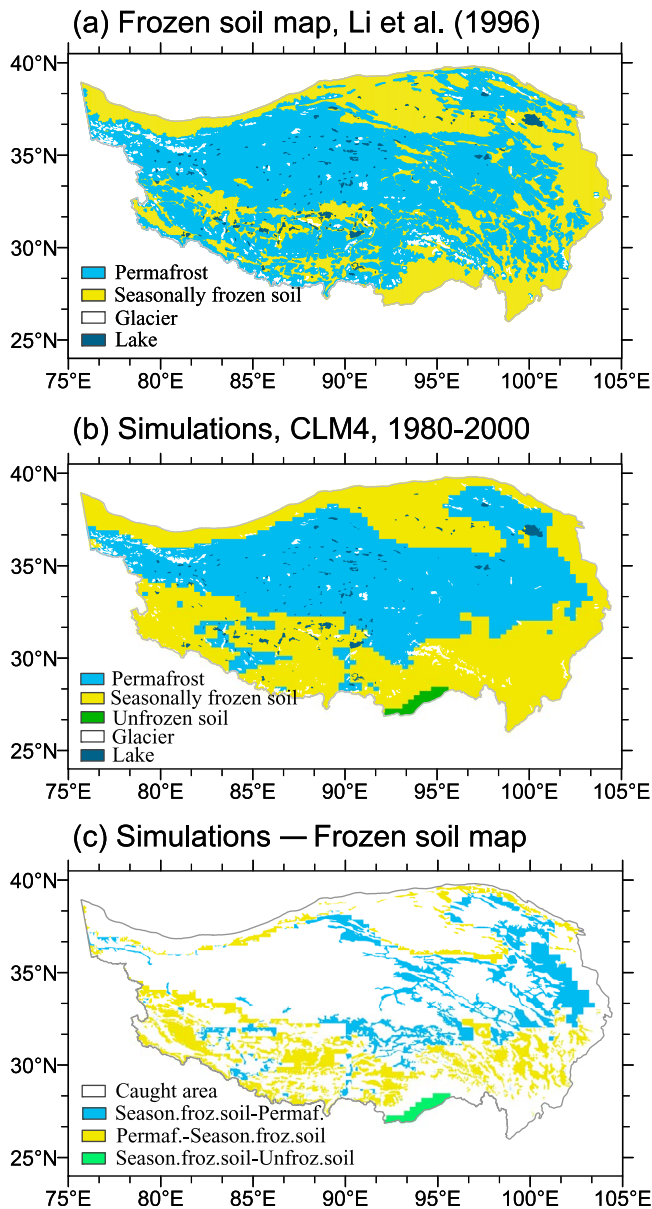 (a) Frozen soil map, Li et al. (1996)
40°N
35°N
30°N
25°N
Permafrost
Seasonally frozen soil
Glacier
Lake
75°E 80°E 85°E 90°E 95°E 100°E 105°E
(b) Simulations, CLM4, 1980-2000
40°N
35°N
30°N
25°N
Permafrost
Seasonally frozen soil
Unfrozen soil
Glacier
Lake
75°E 80°E 85°E 90°E 95°E 100°E 105°E
(c) Simulations — Frozen soil map
40°N
35°N
30°N
25°N
Caught area
Season.froz.soil-Permaf.
Permaf.-Season.froz.soil
Season.froz.soil-Unfroz.soil
75°E 80°E 85°E 90°E 95°E 100°E 105°E